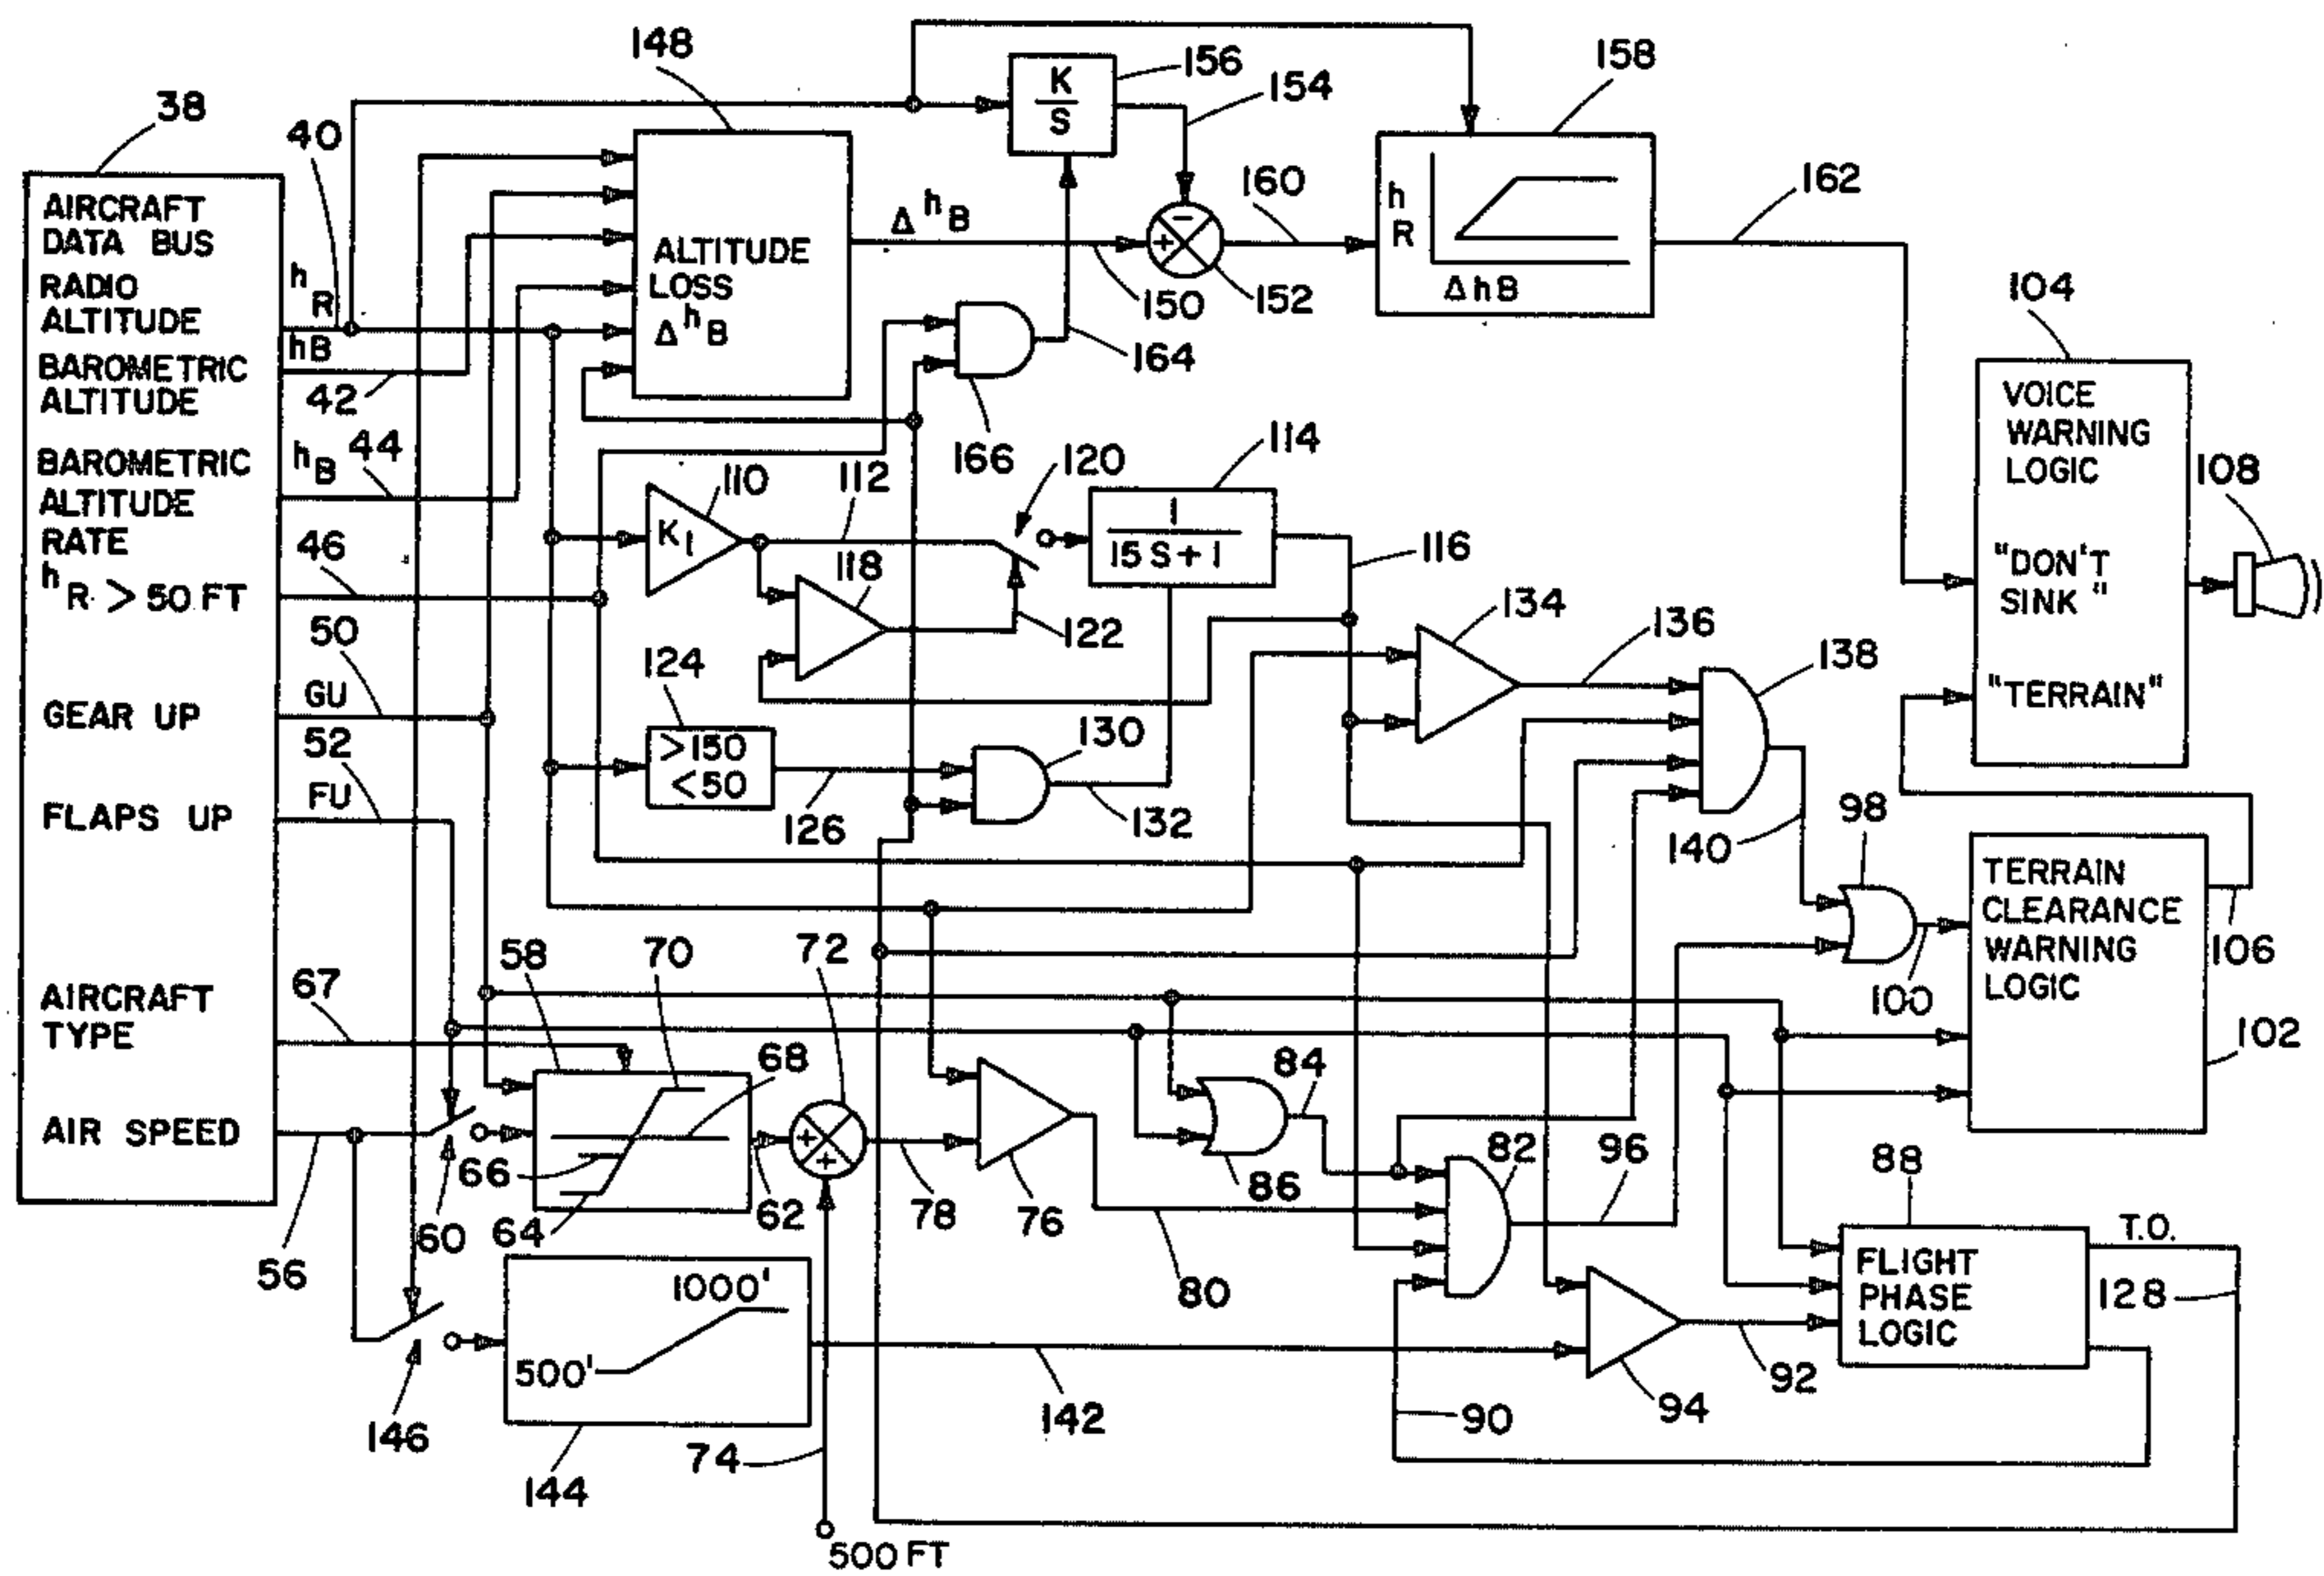 148
156
154
158
38
40
K
S
AIRCRAFT
DATA BUS
RADIO
ALTITUDE
hR
hB
BAROMETRIC
ALTITUDE
42
hB
44
BAROMETRIC
ALTITUDE
RATE
46
hR > 50 FT
50
GU
GEAR UP
52
FU
FLAPS UP
67
AIRCRAFT
TYPE
AIR SPEED
56
ALTITUDE
LOSS
ΔhB
ΔhB
150
-
+
152
160
hR
ΔhB
162
164
166
104
VOICE
WARNING
LOGIC
"DON'T
SINK"
"TERRAIN"
108
110
K1
112
118
120
122
114
1
15 S + 1
116
124
>150
<50
126
130
132
134
136
138
140
98
100
TERRAIN
CLEARANCE
WARNING
LOGIC
106
102
58
70
68
66
64
60
62
72
+
+
78
76
80
84
86
82
96
88
FLIGHT
PHASE
LOGIC
T.O.
128
90
92
94
1000'
500'
142
144
146
74
500 FT